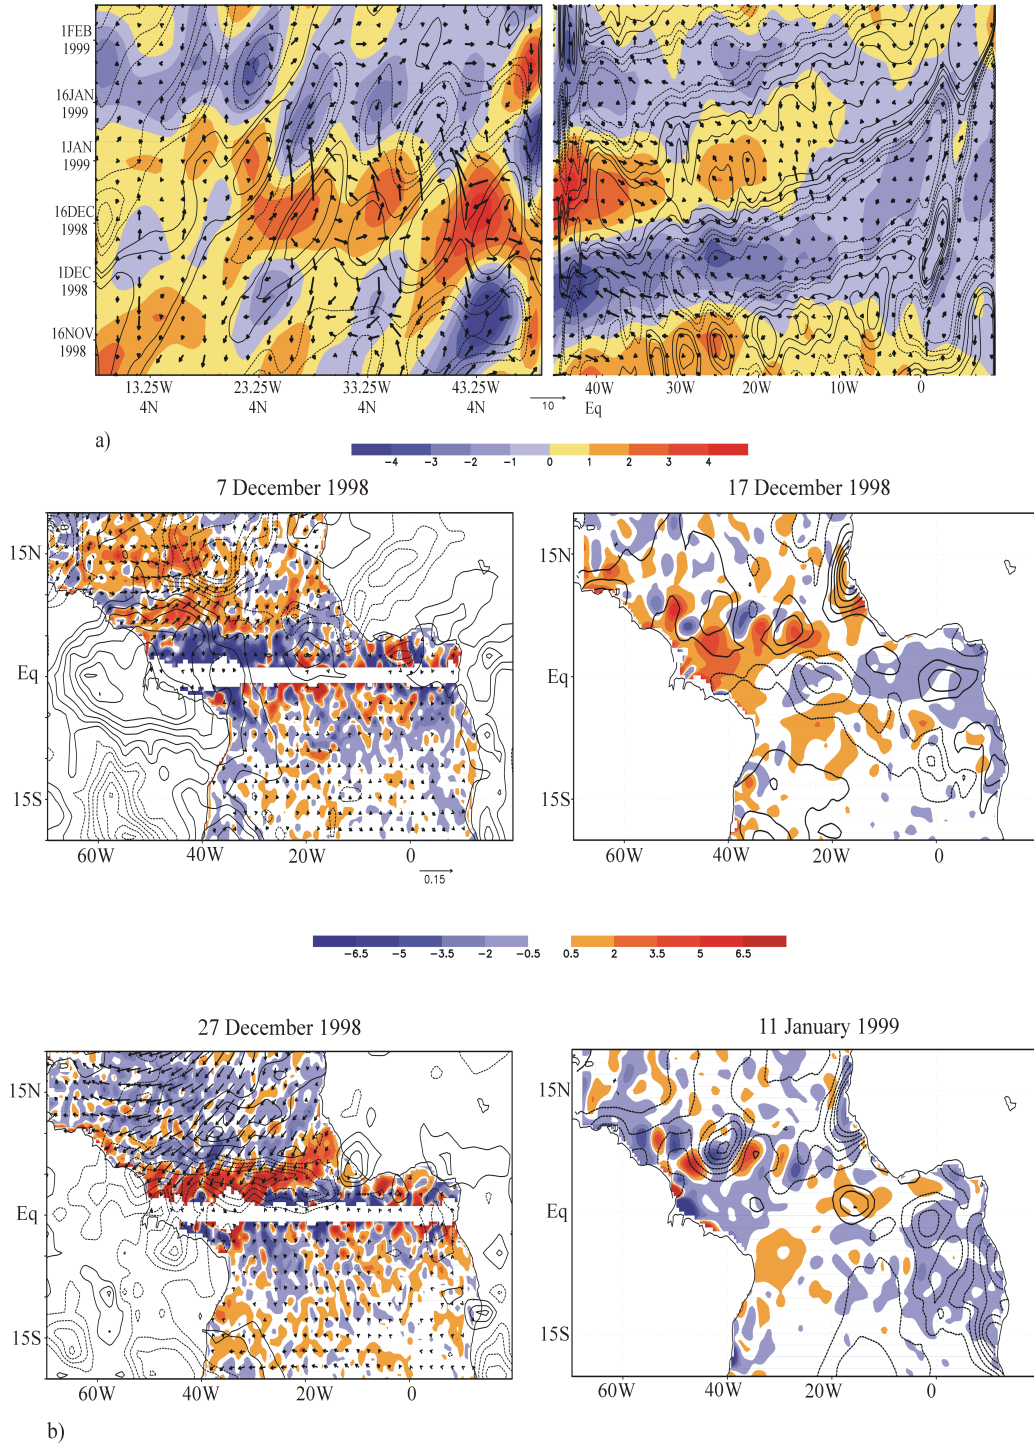 1FEB
1999
16JAN
1999
1JAN
1999
16DEC
1998
1DEC
1998
16NOV
1998
13.25W 23.25W 33.25W 43.25W
4N 4N 4N 4N
10
40W 30W 20W 10W 0
Eq
a)
-4 -3 -2 -1 0 1 2 3 4
7 December 1998
17 December 1998
15N
Eq
15S
60W 40W 20W 0
0.15
15N
Eq
15S
60W 40W 20W 0
-6.5 -5 -3.5 -2 -0.5 0.5 2 3.5 5 6.5
27 December 1998
11 January 1999
15N
Eq
15S
60W 40W 20W 0
15N
Eq
15S
60W 40W 20W 0
b)